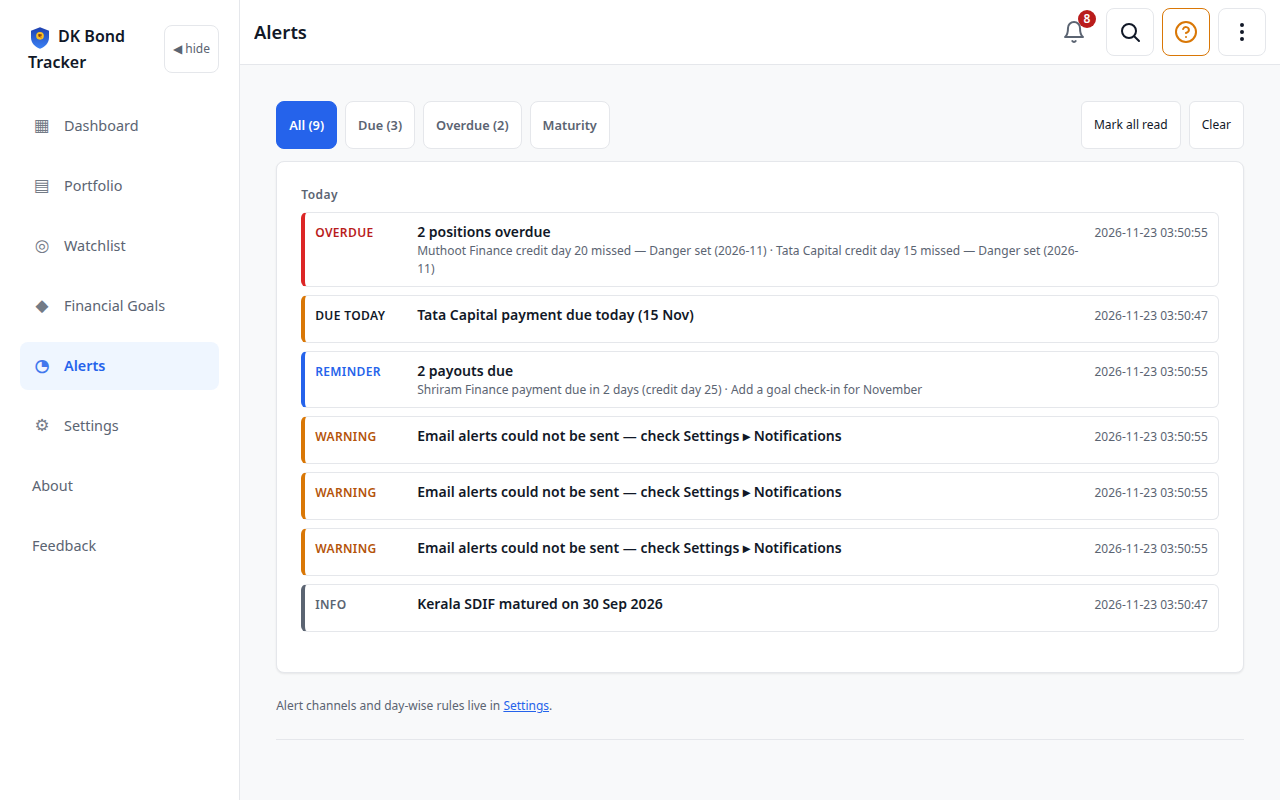 DK Bond Tracker
◀ hide
Alerts
8
Dashboard
Portfolio
Watchlist
Financial Goals
Alerts
Settings
About
Feedback
All (9)
Due (3)
Overdue (2)
Maturity
Mark all read
Clear
Today
OVERDUE
2 positions overdue
Muthoot Finance credit day 20 missed — Danger set (2026-11) · Tata Capital credit day 15 missed — Danger set (2026-
11)
2026-11-23 03:50:55
DUE TODAY
Tata Capital payment due today (15 Nov)
2026-11-23 03:50:47
REMINDER
2 payouts due
Shriram Finance payment due in 2 days (credit day 25) · Add a goal check-in for November
2026-11-23 03:50:55
WARNING
Email alerts could not be sent — check Settings ▸ Notifications
2026-11-23 03:50:55
WARNING
Email alerts could not be sent — check Settings ▸ Notifications
2026-11-23 03:50:55
WARNING
Email alerts could not be sent — check Settings ▸ Notifications
2026-11-23 03:50:55
INFO
Kerala SDIF matured on 30 Sep 2026
2026-11-23 03:50:47
Alert channels and day-wise rules live in Settings.